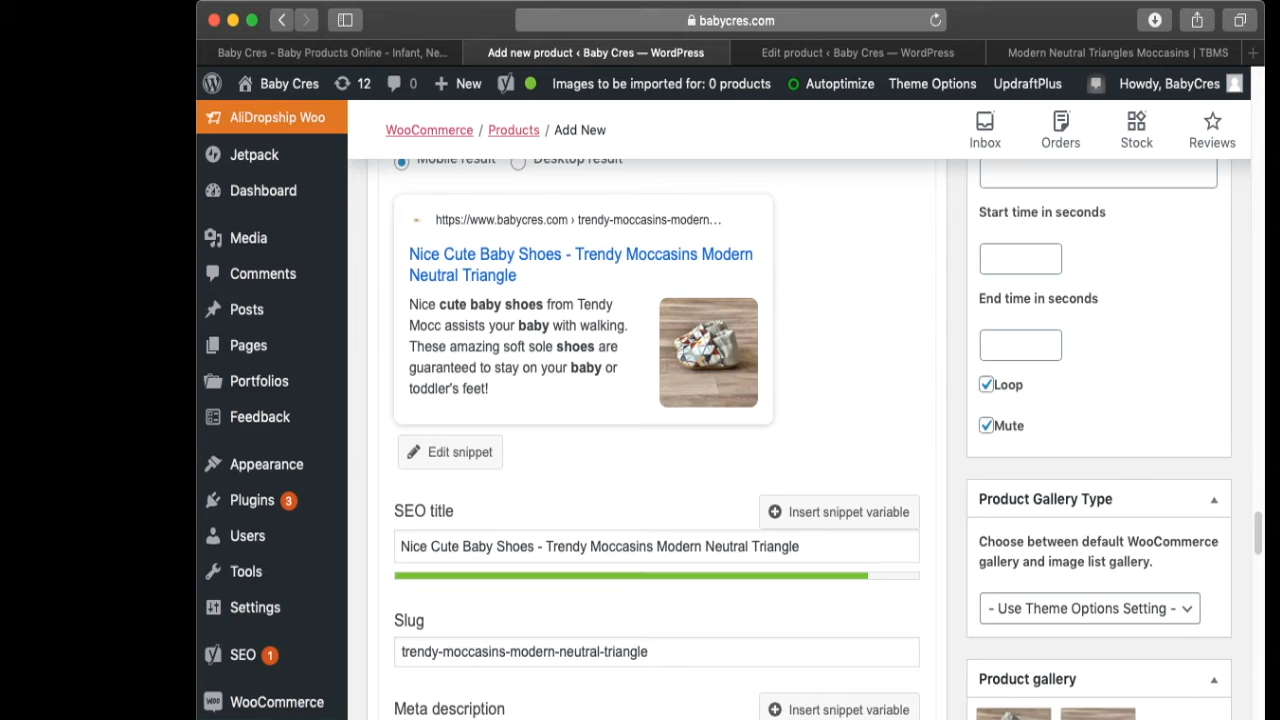 babycres.com
Baby Cres - Baby Products Online - Infant, Ne...
Add new product ‹ Baby Cres — WordPress
Edit product ‹ Baby Cres — WordPress
Modern Neutral Triangles Moccasins | TBMS
Baby Cres
12
0
New
Images to be imported for: 0 products
Autoptimize
Theme Options
UpdraftPlus
Howdy, BabyCres
AliDropship Woo
Jetpack
Dashboard
Media
Comments
Posts
Pages
Portfolios
Feedback
Appearance
Plugins 3
Users
Tools
Settings
SEO 1
WooCommerce
WooCommerce / Products / Add New
Inbox
Orders
Stock
Reviews
Mobile result
Desktop result
https://www.babycres.com › trendy-moccasins-modern…
Nice Cute Baby Shoes - Trendy Moccasins Modern
Neutral Triangle
Nice cute baby shoes from Tendy
Mocc assists your baby with walking.
These amazing soft sole shoes are
guaranteed to stay on your baby or
toddler's feet!
Edit snippet
SEO title
Insert snippet variable
Nice Cute Baby Shoes - Trendy Moccasins Modern Neutral Triangle
Slug
trendy-moccasins-modern-neutral-triangle
Meta description
Insert snippet variable
Start time in seconds
End time in seconds
Loop
Mute
Product Gallery Type
Choose between default WooCommerce
gallery and image list gallery.
- Use Theme Options Setting -
Product gallery